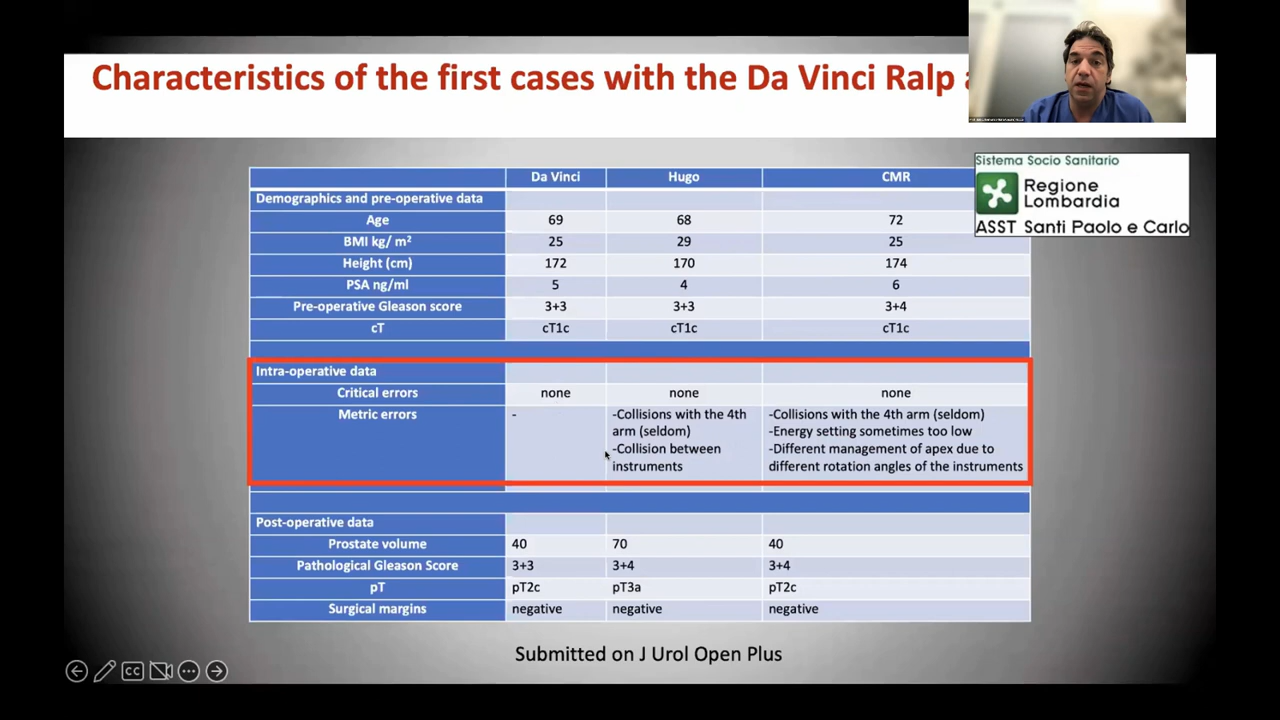 Characteristics of the first cases with the Da Vinci Ralp
Sistema Socio Sanitario
Regione
Lombardia
ASST Santi Paolo e Carlo
Da Vinci Hugo CMR
Demographics and pre-operative data
Age 69 68 72
BMI kg/ m² 25 29 25
Height (cm) 172 170 174
PSA ng/ml 5 4 6
Pre-operative Gleason score 3+3 3+3 3+4
cT cT1c cT1c cT1c
Intra-operative data
Critical errors none none none
Metric errors - -Collisions with the 4th -Collisions with the 4th arm (seldom)
arm (seldom) -Energy setting sometimes too low
-Collision between -Different management of apex due to
instruments different rotation angles of the instruments
Post-operative data
Prostate volume 40 70 40
Pathological Gleason Score 3+3 3+4 3+4
pT pT2c pT3a pT2c
Surgical margins negative negative negative
Submitted on J Urol Open Plus
CC